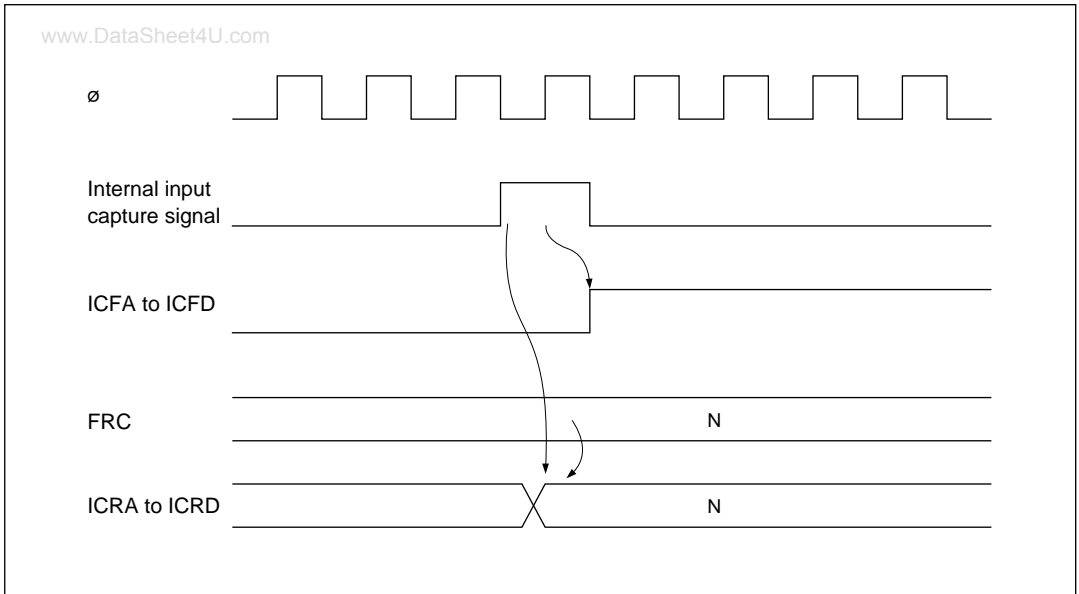 www.DataSheet4U.com
ø
Internal input
capture signal
ICFA to ICFD
FRC
N
ICRA to ICRD
N